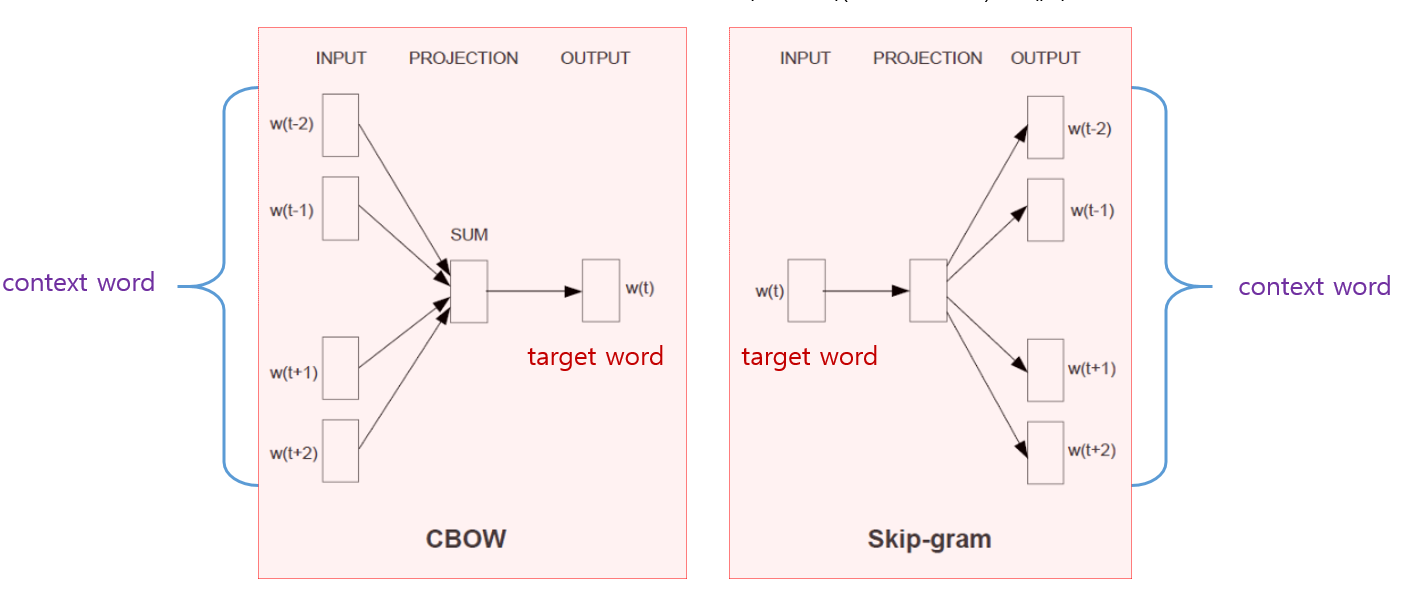 INPUT PROJECTION OUTPUT
w(t-2)
w(t-1)
SUM
context word
w(t)
target word
w(t+1)
w(t+2)
CBOW
INPUT PROJECTION OUTPUT
w(t-2)
w(t-1)
w(t)
context word
target word
w(t+1)
w(t+2)
Skip-gram